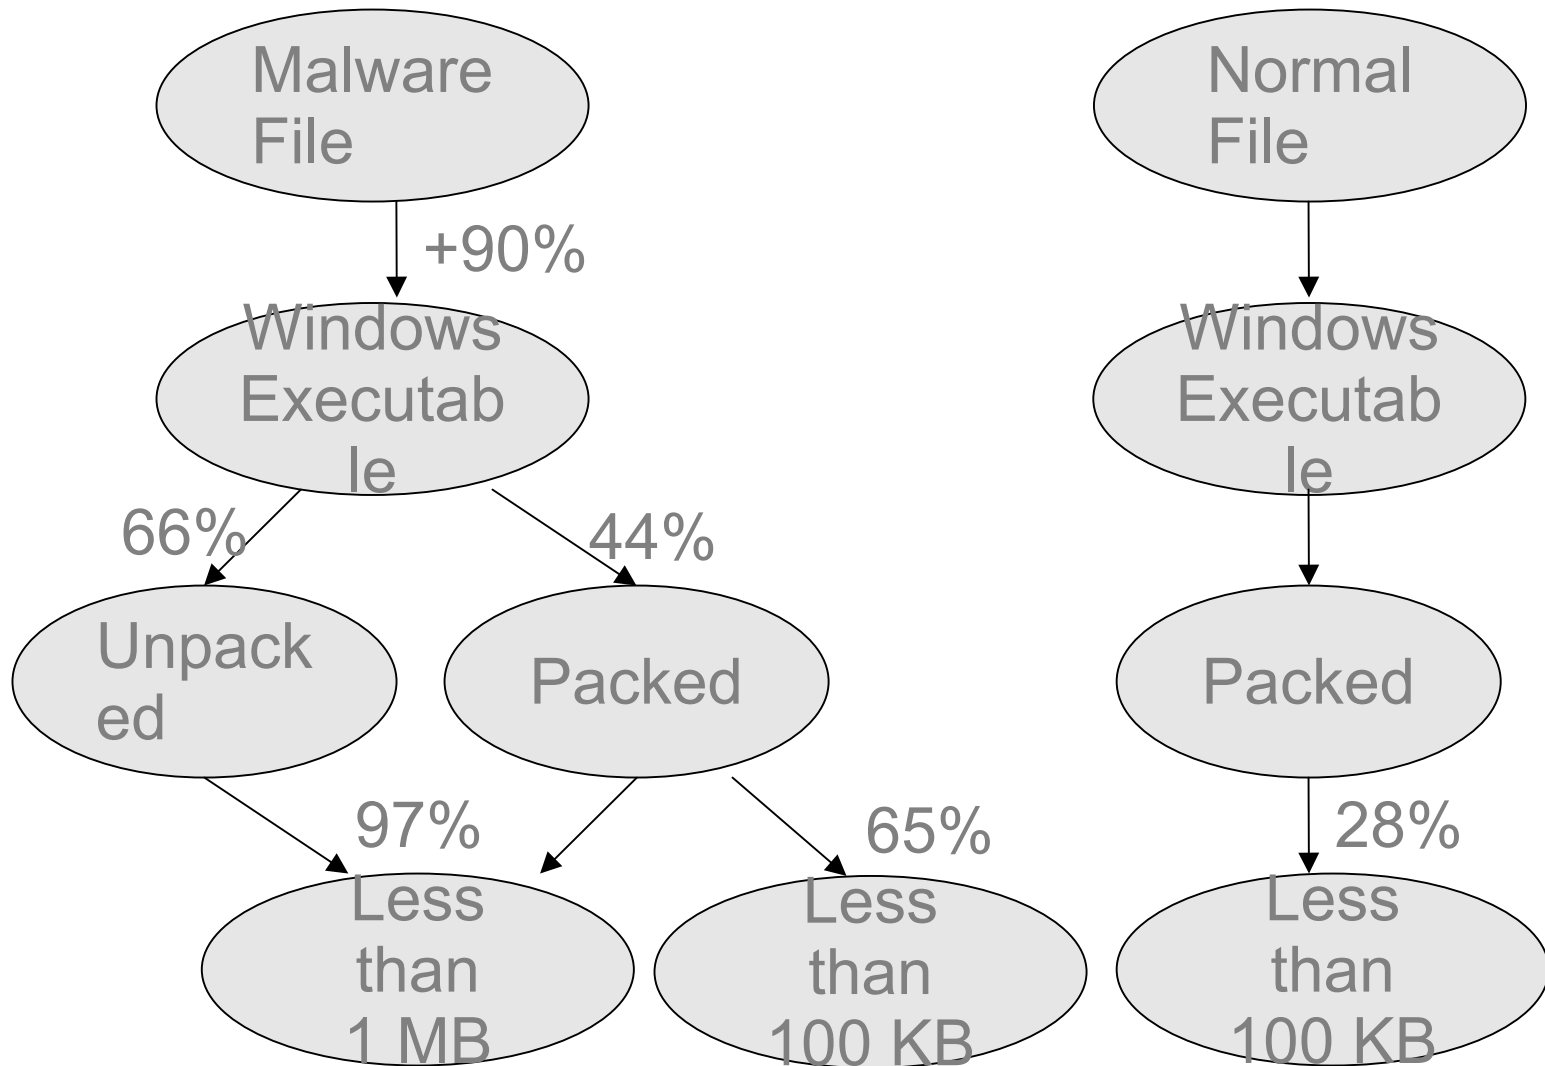 Malware
File
Normal
File
+90%
Windows
Executab
le
Windows
Executab
le
66%
44%
Unpack
ed
Packed
Packed
97%
65%
28%
Less
than
1 MB
Less
than
100 KB
Less
than
100 KB